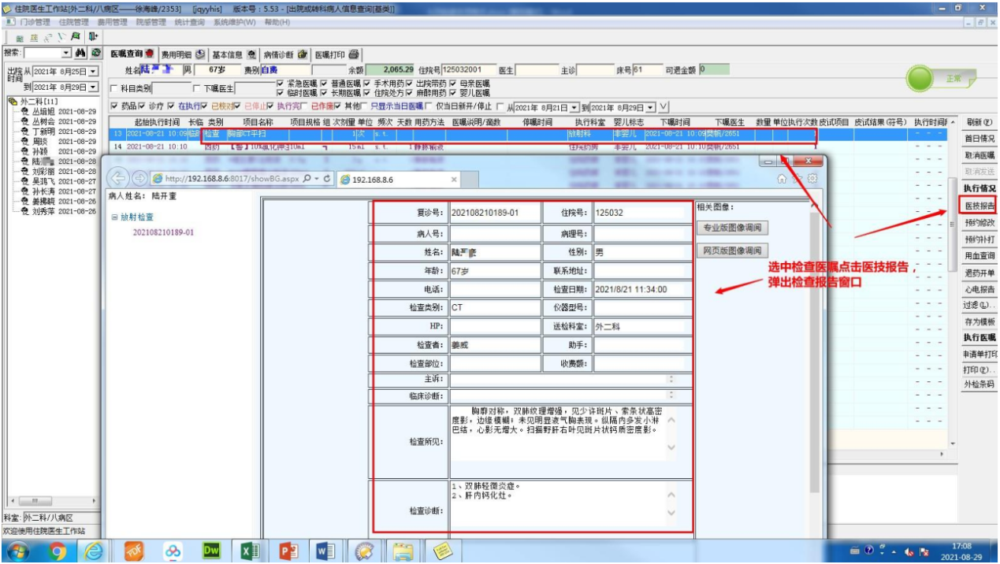 住院医生工作站[外二科/八病区——徐海峰/2353] [jqyyhis] 版本号：5.53 - [出院或转科病人信息查询[基类]]
门诊管理 住院管理 费用管理 院感管理 统计查询 系统维护(W) 帮助(H)
搜索:
医嘱查询 费用明细 基本信息 病情诊断 医嘱打印
出院时间 从 2021年 8月25日
到 2021年 8月29日
姓名 男 67岁 费别 自费 余额 2,065.29 住院号 125032001 医生 主诊 床号 61 可退金额 0
正常
科目类别 下嘱医生 紧急医嘱 普通医嘱 手术用药 出院带药 母亲医嘱
临时医嘱 长期医嘱 住院处方 麻醉用药 婴儿医嘱
药品 诊疗 在执行 已校对 已停止 执行完 已作废 其他 只显示当日医嘱 仅当日新开/停止 从 2021年 8月21日 到 2021年 8月29日
起始执行时间 长临 类别 项目名称 项目规格 组 次剂量 单位 频次 天数 用药方法 医嘱说明/滴数 停嘱时间 执行科室 婴儿标志 下嘱时间 下嘱医生 数量 单位 执行次数 皮试项目 皮试结果(符号) 执行时间
13 2021-08-21 10:09 临时 检查 胸部CT平扫 1 次 s.t. 放射科 非婴儿 2021-08-21 10:09 樊帆/2651 1
14 2021-08-21 10:10 西药 10%氯化钾 10ml 15 ml s.t. 1 静脉输液 住院药房 非婴儿 2021-08-21 10:10 樊帆/2651
外二科[11]
丛培旭 2021-08-29
丛树会 2021-08-29
丁新明 2021-08-29
周琰 2021-08-29
孙颖 2021-08-29
陆 2021-08-28
刘彩丽 2021-08-28
吴鸿飞 2021-08-27
孙长涛 2021-08-27
姜拂晓 2021-08-26
刘秀萍 2021-08-26
科室: 外二科/八病区
欢迎使用住院医生工作站
http://192.168.8.6:8017/showBG.aspx
192.168.8.6
病人姓名: 陆开奎
放射检查
202108210189-01
复诊号: 202108210189-01 住院号: 125032
病人号: 病理号:
姓名: 性别: 男
年龄: 67岁 联系地址:
电话: 检查日期: 2021/8/21 11:34:00
检查类别: CT 仪器型号:
HP: 送检科室: 外二科
检查者: 姜威 助手:
检查部位: 收费额:
主诉:
临床诊断:
检查所见:
胸廓对称，双肺纹理增强，见少许斑片、索条状高密
度影，边缘模糊；未见明显液气胸表现。纵隔内多发小淋
巴结，心影无增大。扫描野肝右叶见斑片状钙质密度影。
检查诊断:
1、双肺轻微炎症。
2、肝内钙化灶。
相关图像:
专业版图像调阅
网页版图像调阅
选中检查医嘱点击医技报告，
弹出检查报告窗口
刷新(F)
首日情况
取消医嘱
取消发送
执行情况
医技报告
预约修改
预约补打
用血查询
退药开单
心电报告
过滤(L)..
存为模板
执行医嘱
申请单打印
打印(P)..
外检条码
17:08
2021-08-29